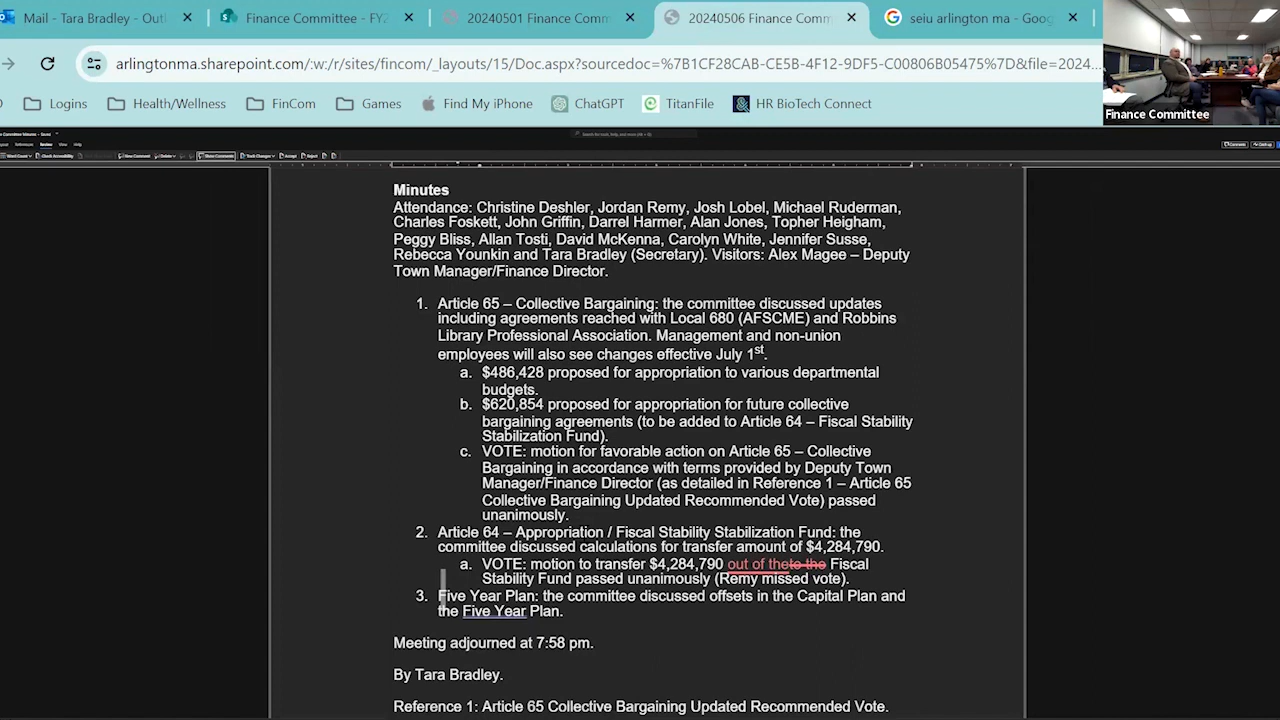 Mail - Tara Bradley - Outl
Finance Committee - FY2
20240501 Finance Comm
20240506 Finance Comm
seiu arlington ma - Goog
arlingtonma.sharepoint.com/:w:/r/sites/fincom/_layouts/15/Doc.aspx?sourcedoc=%7B1CF28CAB-CE5B-4F12-9DF5-C00806B05475%7D&file=2024...
Logins
Health/Wellness
FinCom
Games
Find My iPhone
ChatGPT
TitanFile
HR BioTech Connect
Finance Committee
Minutes
Attendance: Christine Deshler, Jordan Remy, Josh Lobel, Michael Ruderman,
Charles Foskett, John Griffin, Darrel Harmer, Alan Jones, Topher Heigham,
Peggy Bliss, Allan Tosti, David McKenna, Carolyn White, Jennifer Susse,
Rebecca Younkin and Tara Bradley (Secretary). Visitors: Alex Magee – Deputy
Town Manager/Finance Director.
1. Article 65 – Collective Bargaining: the committee discussed updates
including agreements reached with Local 680 (AFSCME) and Robbins
Library Professional Association. Management and non-union
employees will also see changes effective July 1st.
a. $486,428 proposed for appropriation to various departmental
budgets.
b. $620,854 proposed for appropriation for future collective
bargaining agreements (to be added to Article 64 – Fiscal Stability
Stabilization Fund).
c. VOTE: motion for favorable action on Article 65 – Collective
Bargaining in accordance with terms provided by Deputy Town
Manager/Finance Director (as detailed in Reference 1 – Article 65
Collective Bargaining Updated Recommended Vote) passed
unanimously.
2. Article 64 – Appropriation / Fiscal Stability Stabilization Fund: the
committee discussed calculations for transfer amount of $4,284,790.
a. VOTE: motion to transfer $4,284,790 out of theto the Fiscal
Stability Fund passed unanimously (Remy missed vote).
3. Five Year Plan: the committee discussed offsets in the Capital Plan and
the Five Year Plan.
Meeting adjourned at 7:58 pm.
By Tara Bradley.
Reference 1: Article 65 Collective Bargaining Updated Recommended Vote.